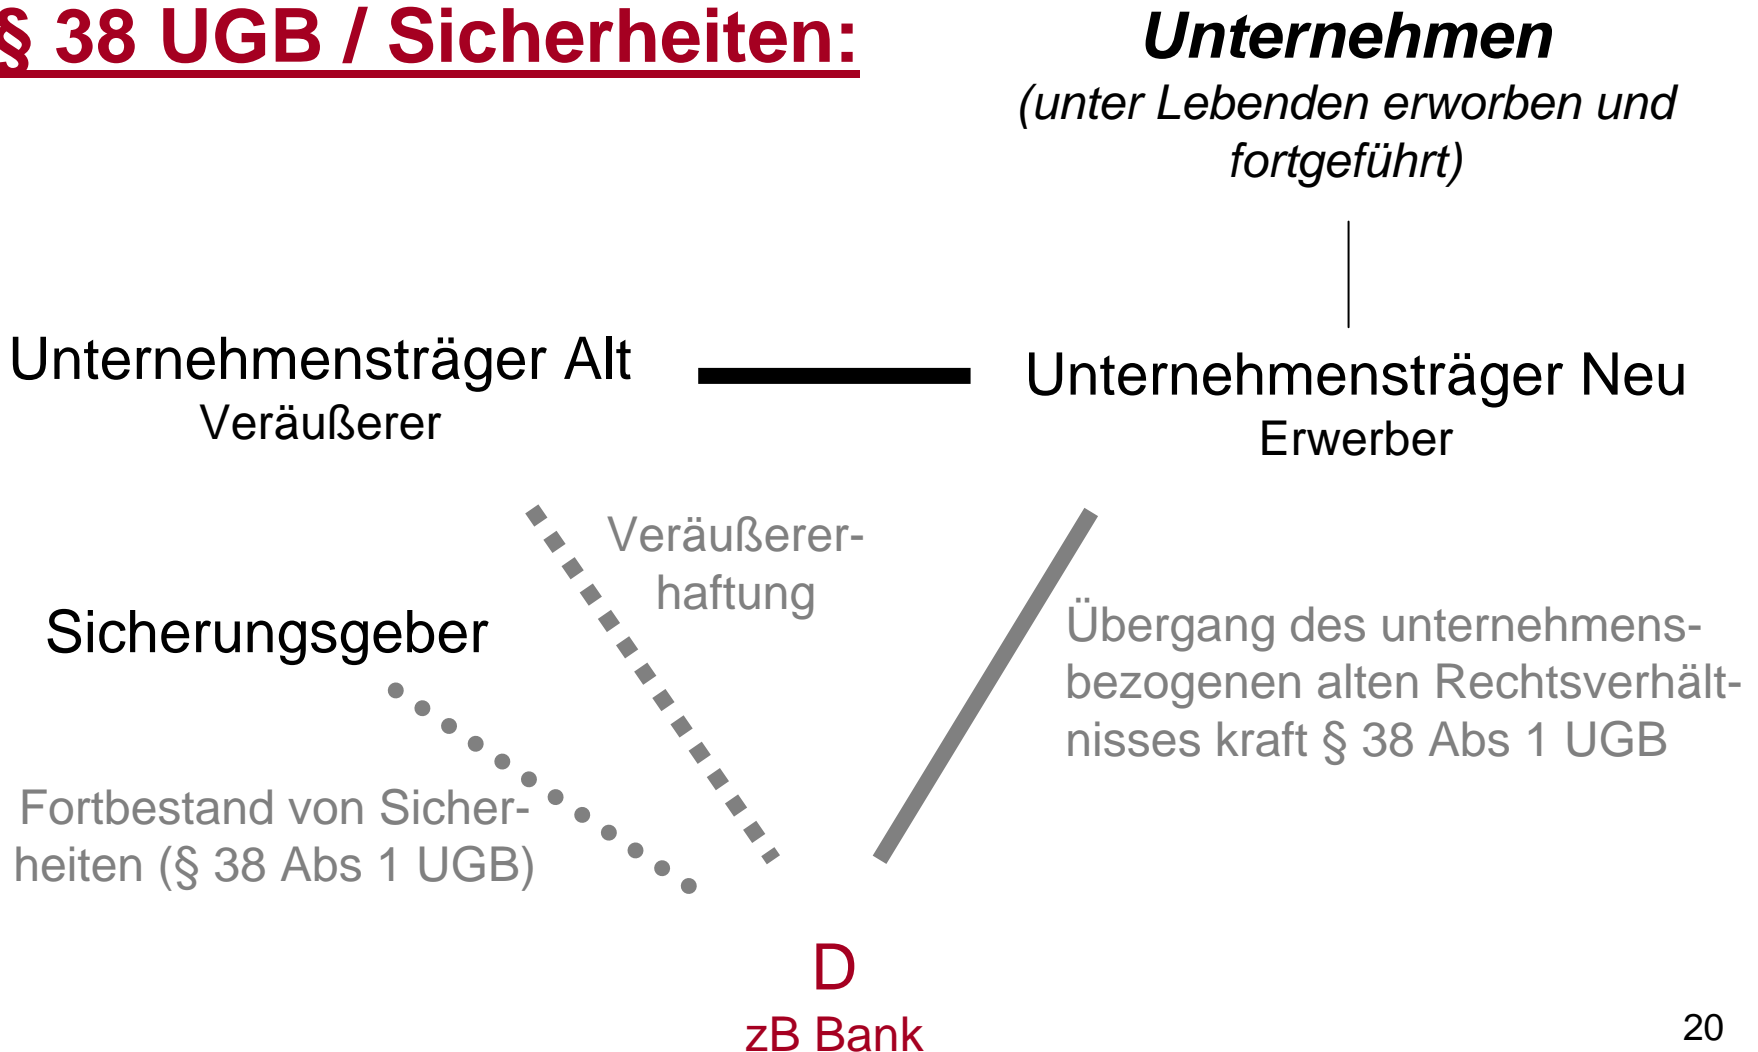 § 38 UGB / Sicherheiten:
Unternehmen
(unter Lebenden erworben und
fortgeführt)
Unternehmensträger Alt
Veräußerer
Unternehmensträger Neu
Erwerber
Veräußerer-
haftung
Sicherungsgeber
Übergang des unternehmens-
bezogenen alten Rechtsverhält-
nisses kraft § 38 Abs 1 UGB
Fortbestand von Sicher-
heiten (§ 38 Abs 1 UGB)
D
zB Bank
20